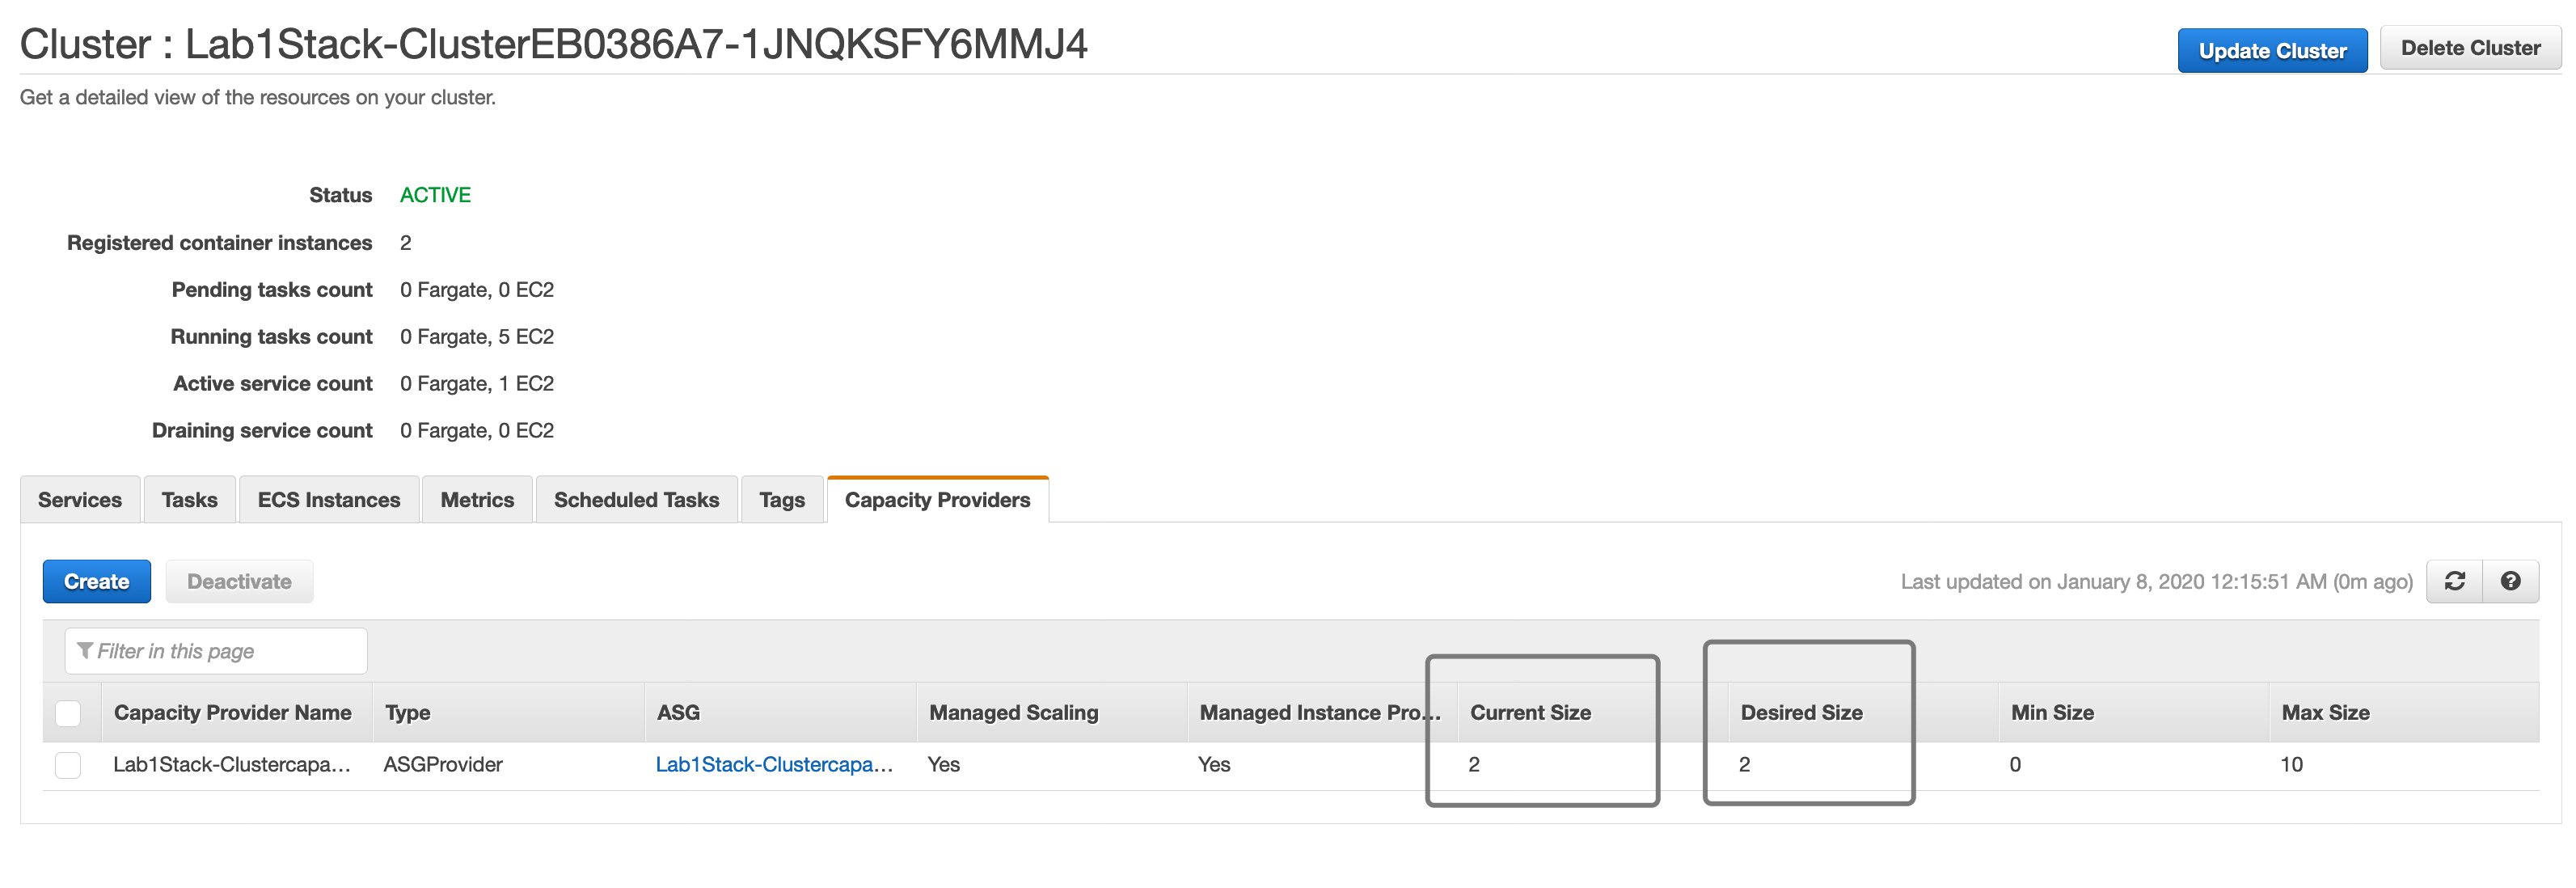 Cluster : Lab1Stack-ClusterEB0386A7-1JNQKSFY6MMJ4
Update Cluster
Delete Cluster
Get a detailed view of the resources on your cluster.
Status ACTIVE
Registered container instances 2
Pending tasks count 0 Fargate, 0 EC2
Running tasks count 0 Fargate, 5 EC2
Active service count 0 Fargate, 1 EC2
Draining service count 0 Fargate, 0 EC2
Services Tasks ECS Instances Metrics Scheduled Tasks Tags Capacity Providers
Create Deactivate Last updated on January 8, 2020 12:15:51 AM (0m ago)
Filter in this page
Capacity Provider Name Type ASG Managed Scaling Managed Instance Pro... Current Size Desired Size Min Size Max Size
Lab1Stack-Clustercapa... ASGProvider Lab1Stack-Clustercapa... Yes Yes 2 2 0 10